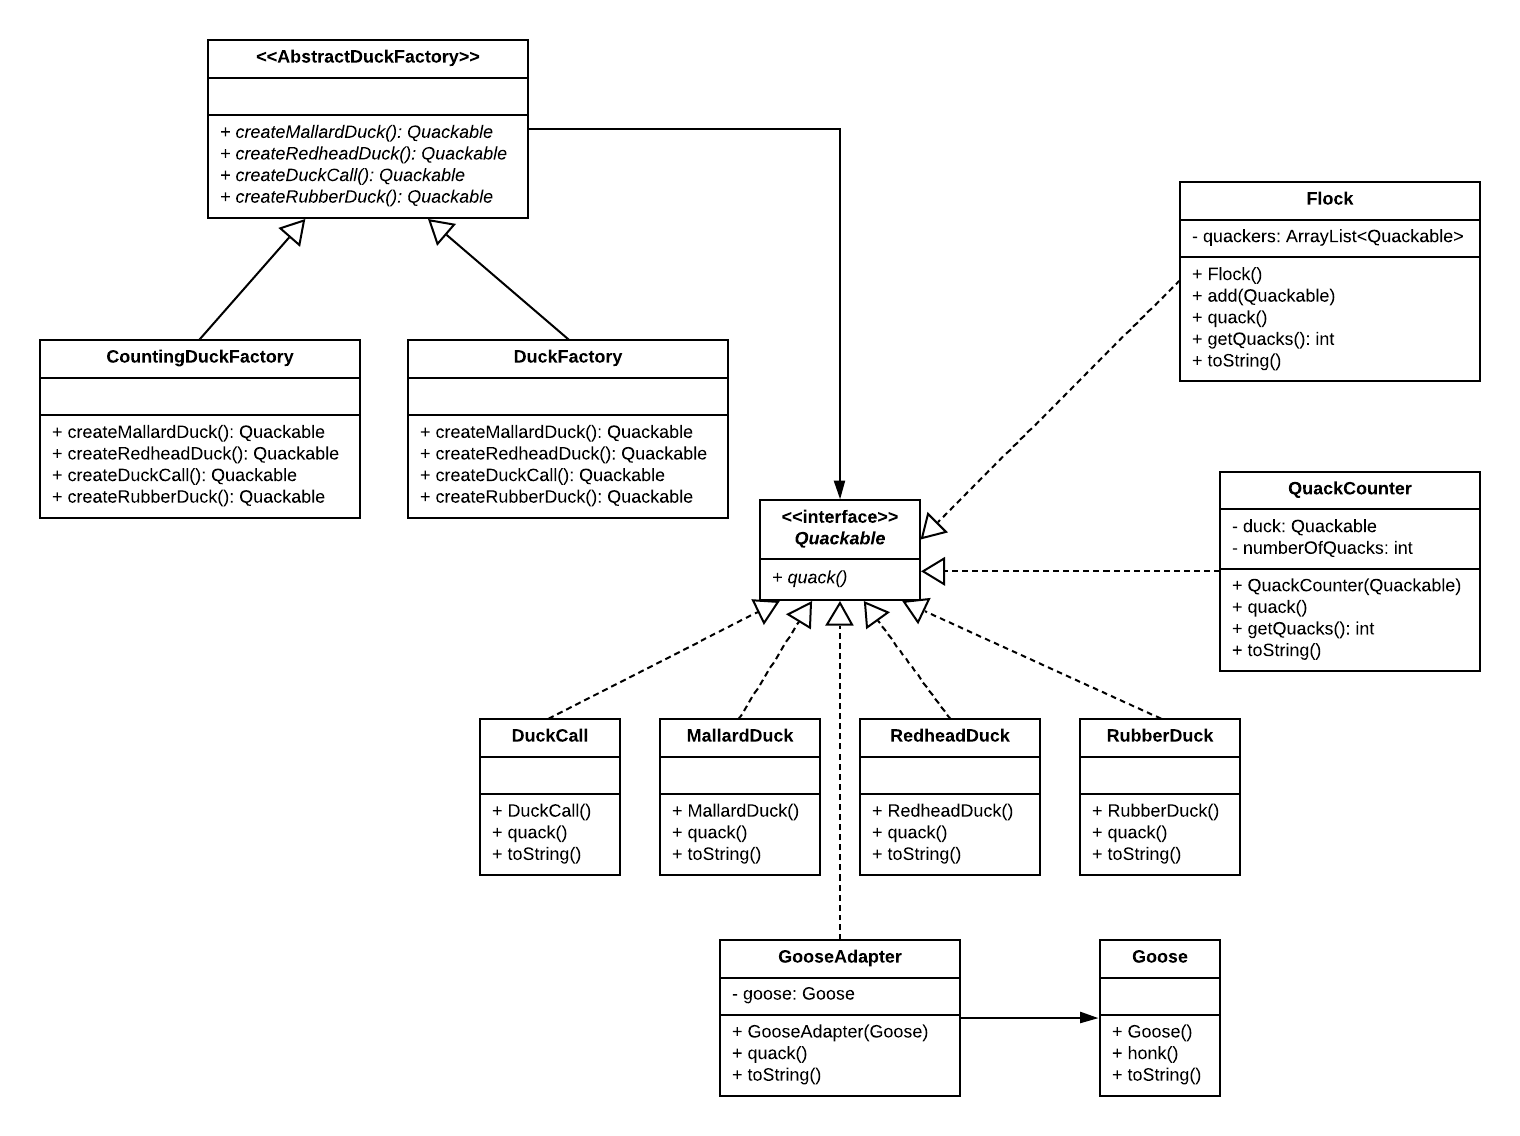 <<AbstractDuckFactory>>
+ createMallardDuck(): Quackable
+ createRedheadDuck(): Quackable
+ createDuckCall(): Quackable
+ createRubberDuck(): Quackable
Flock
- quackers: ArrayList<Quackable>
+ Flock()
+ add(Quackable)
+ quack()
+ getQuacks(): int
+ toString()
CountingDuckFactory
+ createMallardDuck(): Quackable
+ createRedheadDuck(): Quackable
+ createDuckCall(): Quackable
+ createRubberDuck(): Quackable
DuckFactory
+ createMallardDuck(): Quackable
+ createRedheadDuck(): Quackable
+ createDuckCall(): Quackable
+ createRubberDuck(): Quackable
<<interface>>
Quackable
+ quack()
QuackCounter
- duck: Quackable
- numberOfQuacks: int
+ QuackCounter(Quackable)
+ quack()
+ getQuacks(): int
+ toString()
DuckCall
+ DuckCall()
+ quack()
+ toString()
MallardDuck
+ MallardDuck()
+ quack()
+ toString()
RedheadDuck
+ RedheadDuck()
+ quack()
+ toString()
RubberDuck
+ RubberDuck()
+ quack()
+ toString()
GooseAdapter
- goose: Goose
+ GooseAdapter(Goose)
+ quack()
+ toString()
Goose
+ Goose()
+ honk()
+ toString()